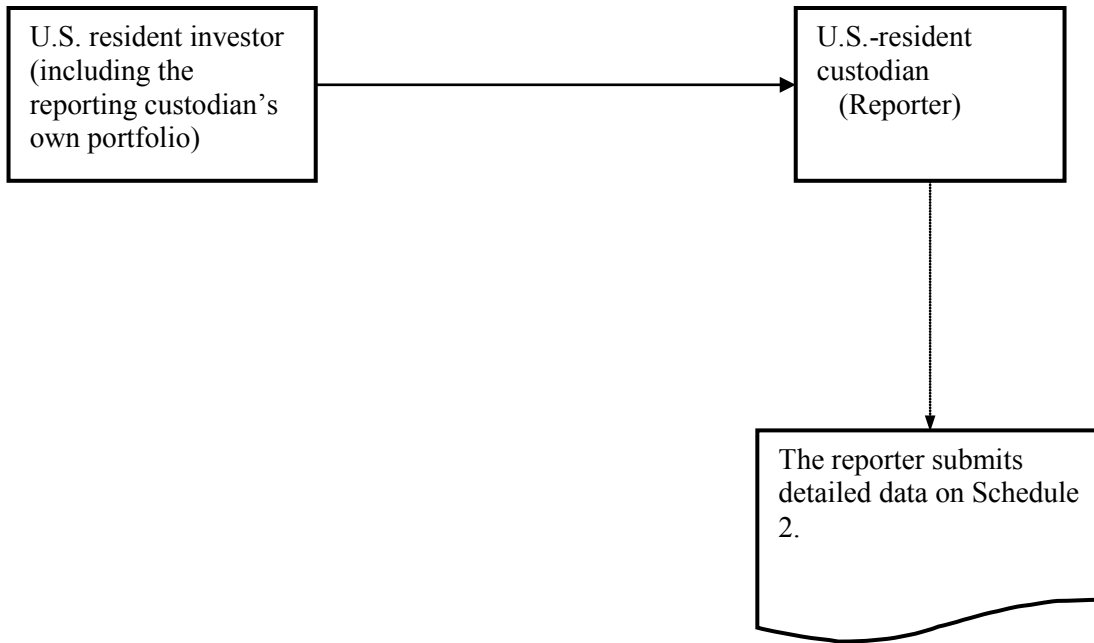 U.S. resident investor
(including the
reporting custodian’s
own portfolio)
U.S.-resident
custodian
(Reporter)
The reporter submits
detailed data on Schedule
2.